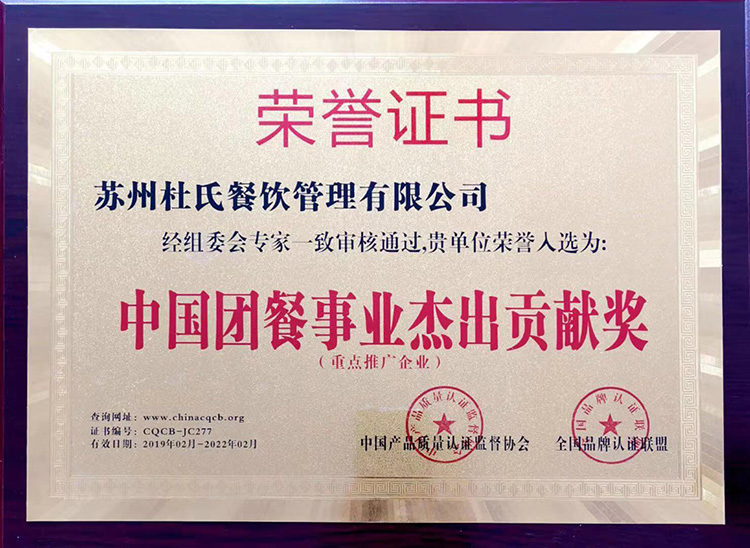 荣誉证书
苏州杜氏餐饮管理有限公司
经组委会专家一致审核通过,贵单位荣誉入选为:
中国团餐事业杰出贡献奖
(重点推广企业)
查询网址: www.chinacqcb.org
证书编号: CQCB-JC277
有效日期: 2019年02月-2022年02月
中国产品质量认证监督协会
全国品牌认证联盟